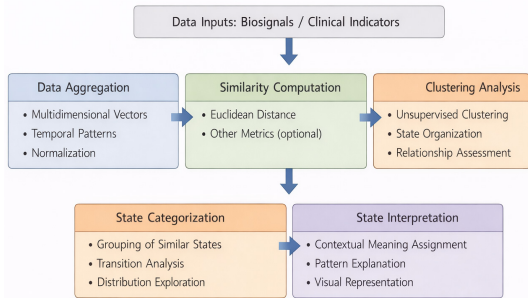 Data Inputs: Biosignals / Clinical Indicators
Data Aggregation
• Multidimensional Vectors
• Temporal Patterns
• Normalization
Similarity Computation
• Euclidean Distance
• Other Metrics (optional)
Clustering Analysis
• Unsupervised Clustering
• State Organization
• Relationship Assessment
State Categorization
• Grouping of Similar States
• Transition Analysis
• Distribution Exploration
State Interpretation
• Contextual Meaning Assignment
• Pattern Explanation
• Visual Representation